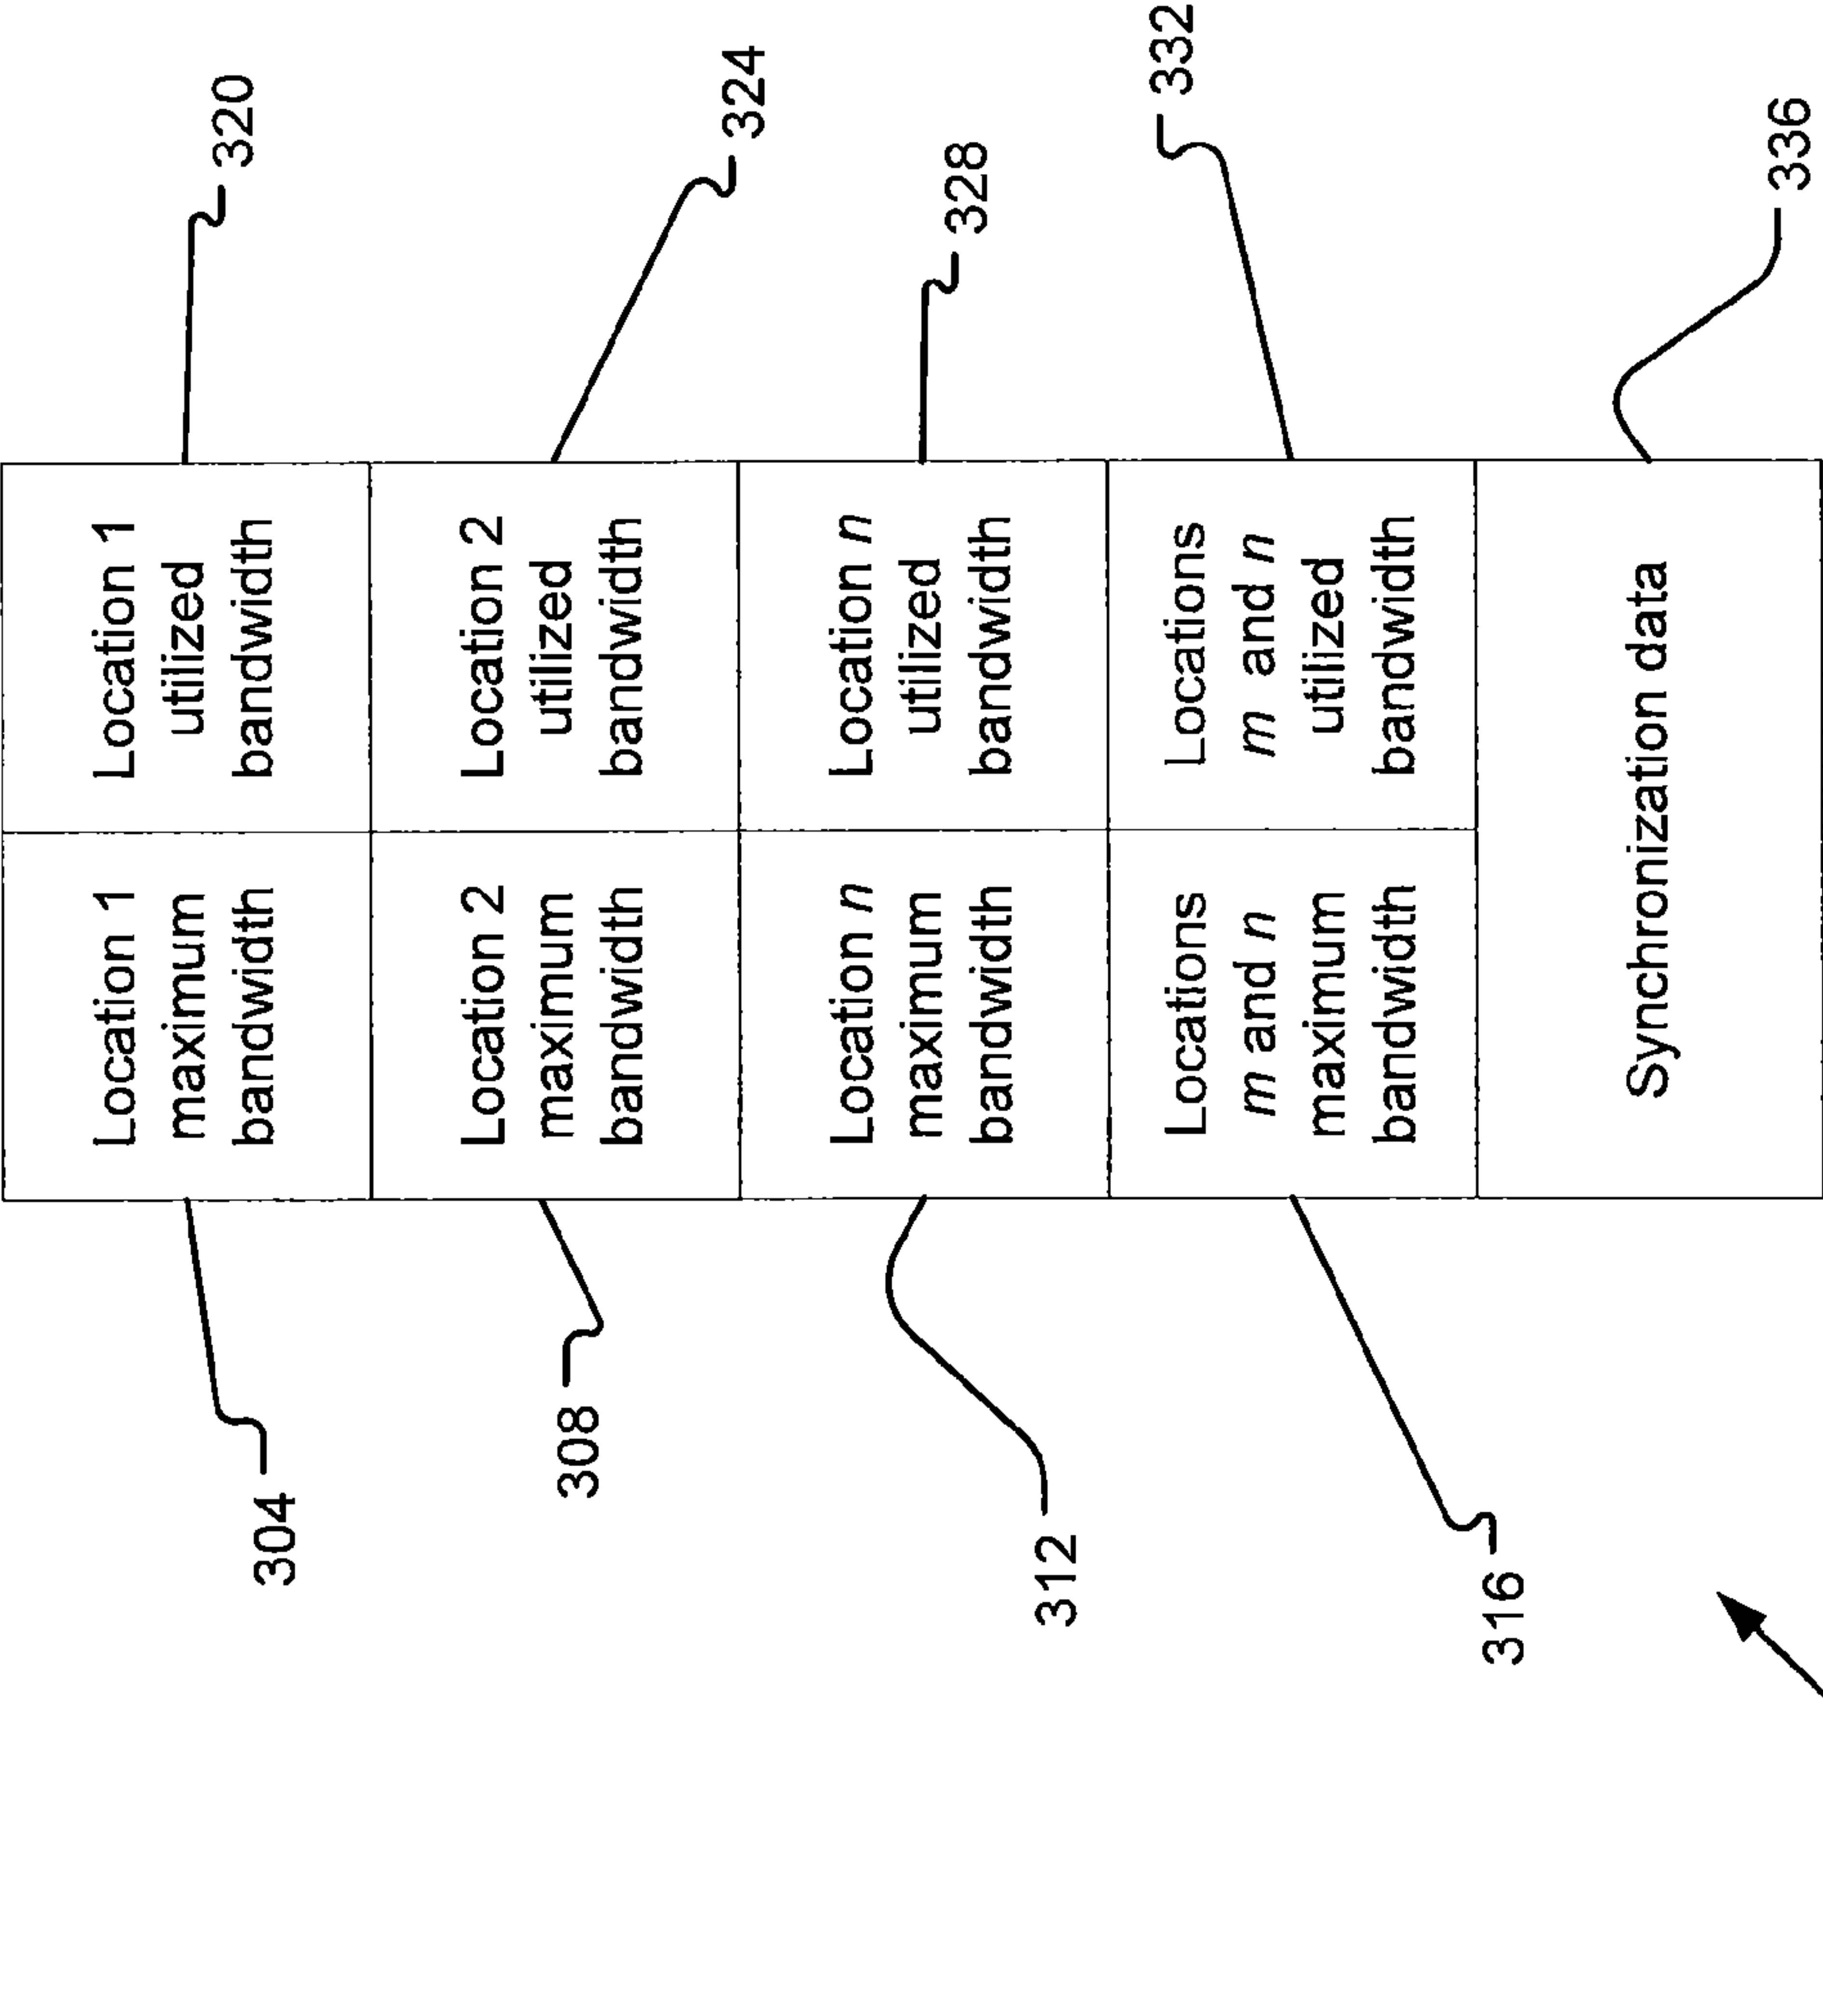 304
Location 1
maximum
bandwidth
Location 1
utilized
bandwidth
320
308
Location 2
maximum
bandwidth
Location 2
utilized
bandwidth
324
312
Location n
maximum
bandwidth
Location n
utilized
bandwidth
328
316
Locations
m and n
maximum
bandwidth
Locations
m and n
utilized
bandwidth
332
Synchronization data
336